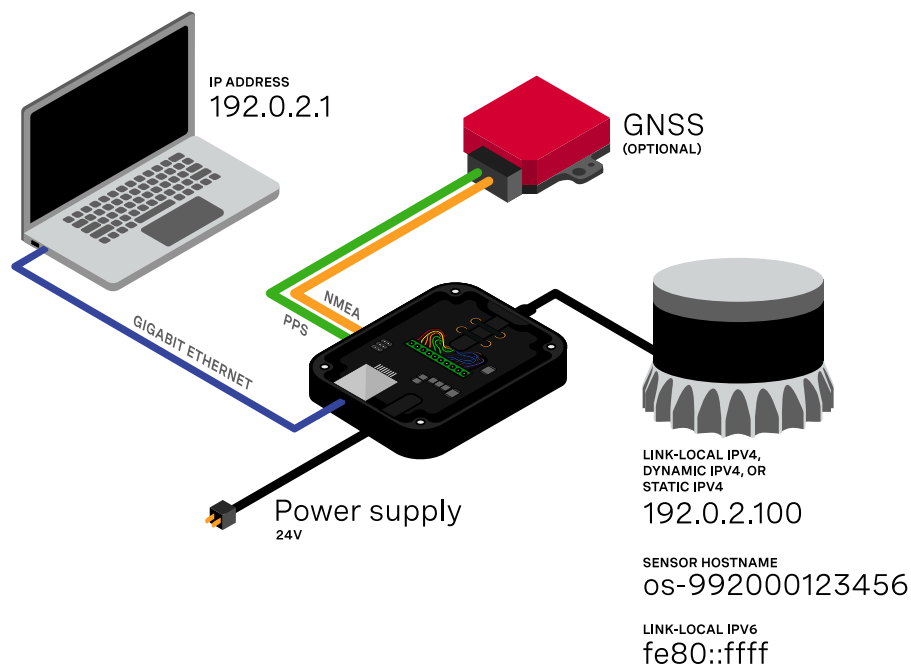 IP ADDRESS
192.0.2.1
GNSS
(OPTIONAL)
NMEA
PPS
GIGABIT ETHERNET
Power supply
24V
LINK-LOCAL IPV4,
DYNAMIC IPV4, OR
STATIC IPV4
192.0.2.100
SENSOR HOSTNAME
os-992000123456
LINK-LOCAL IPV6
fe80::ffff